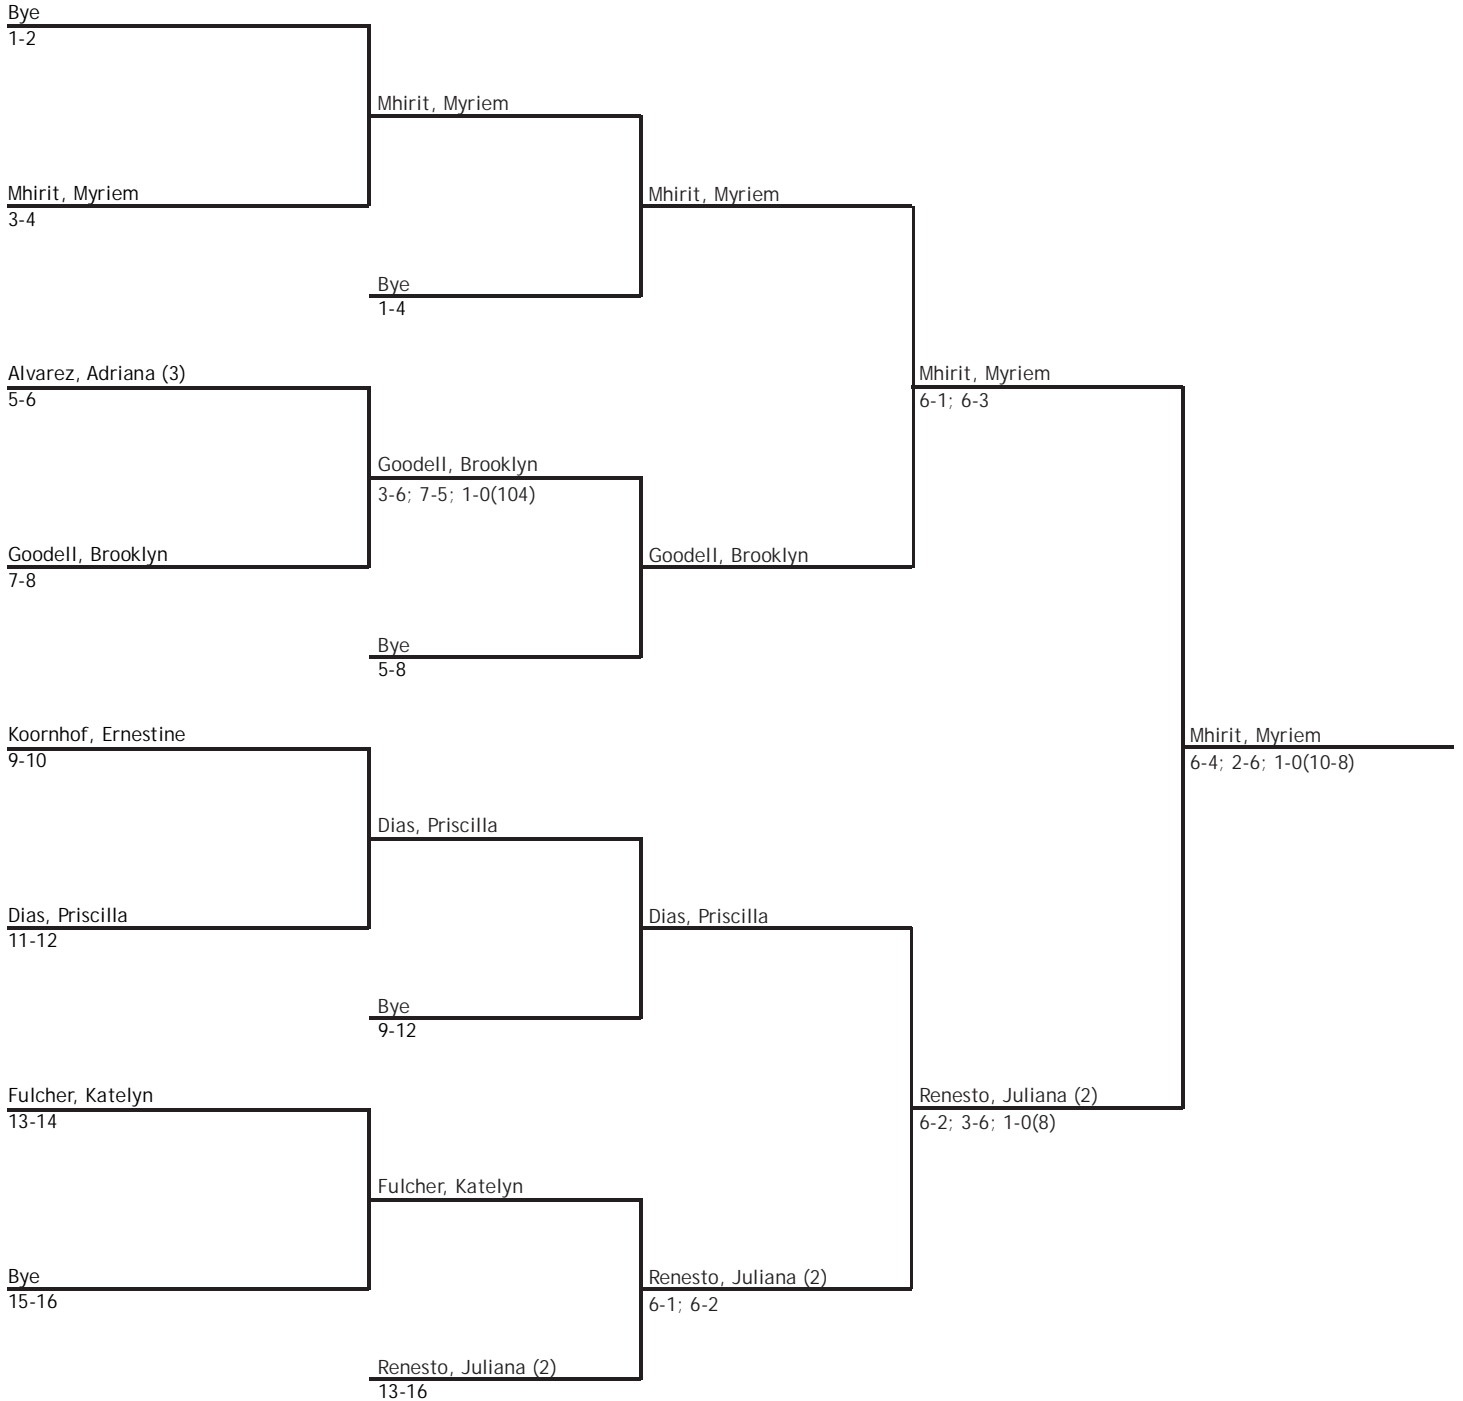 Bye
1-2
Mhirit, Myriem
Mhirit, Myriem
3-4
Mhirit, Myriem
Bye
1-4
Alvarez, Adriana (3)
5-6
Mhirit, Myriem
6-1; 6-3
Goodell, Brooklyn
3-6; 7-5; 1-0(104)
Goodell, Brooklyn
7-8
Goodell, Brooklyn
Bye
5-8
Koornhof, Ernestine
9-10
Mhirit, Myriem
6-4; 2-6; 1-0(10-8)
Dias, Priscilla
Dias, Priscilla
11-12
Dias, Priscilla
Bye
9-12
Fulcher, Katelyn
13-14
Renesto, Juliana (2)
6-2; 3-6; 1-0(8)
Fulcher, Katelyn
Bye
15-16
Renesto, Juliana (2)
6-1; 6-2
Renesto, Juliana (2)
13-16